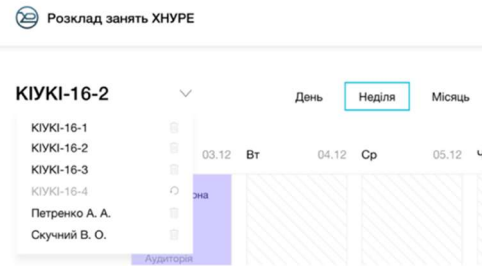 Розклад занять ХНУРЕ
КІУКІ-16-2
День Неділя Місяць
КІУКІ-16-1
КІУКІ-16-2
03.12 Вт 04.12 Ср 05.12
КІУКІ-16-3
КІУКІ-16-4
она
Петренко А. А.
Скучний В. О.
Аудиторія